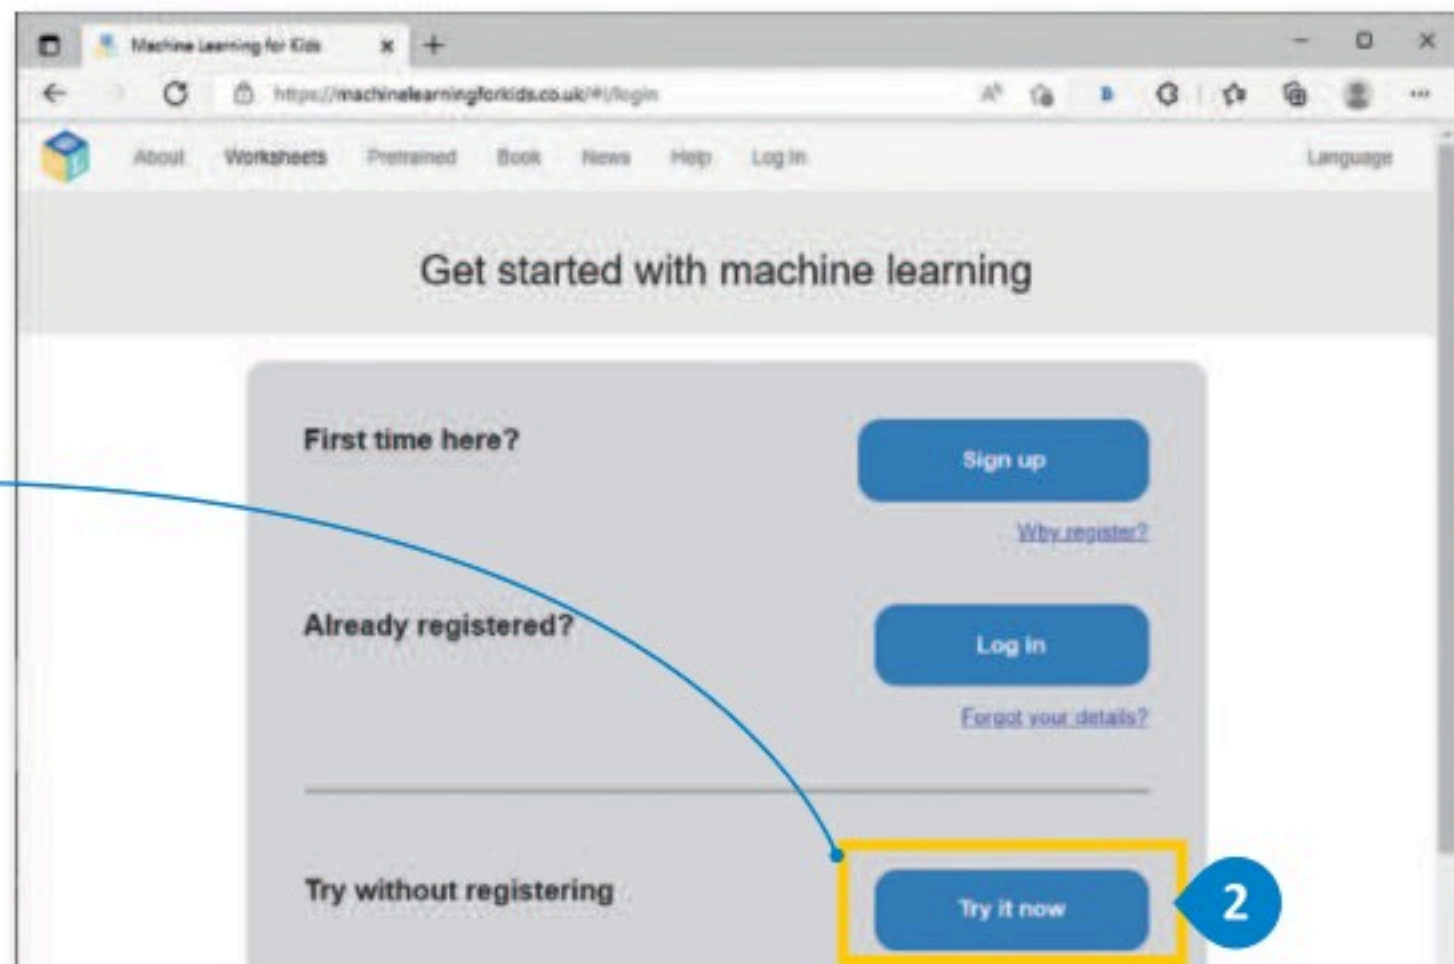 Machine Learning for Kids
https://machinelearningforkids.co.uk/#!/login
About Worksheets Pretrained Book News Help Log In Language
Get started with machine learning
First time here?
Sign up
Why register?
Already registered?
Log in
Forgot your details?
Try without registering
Try it now
2